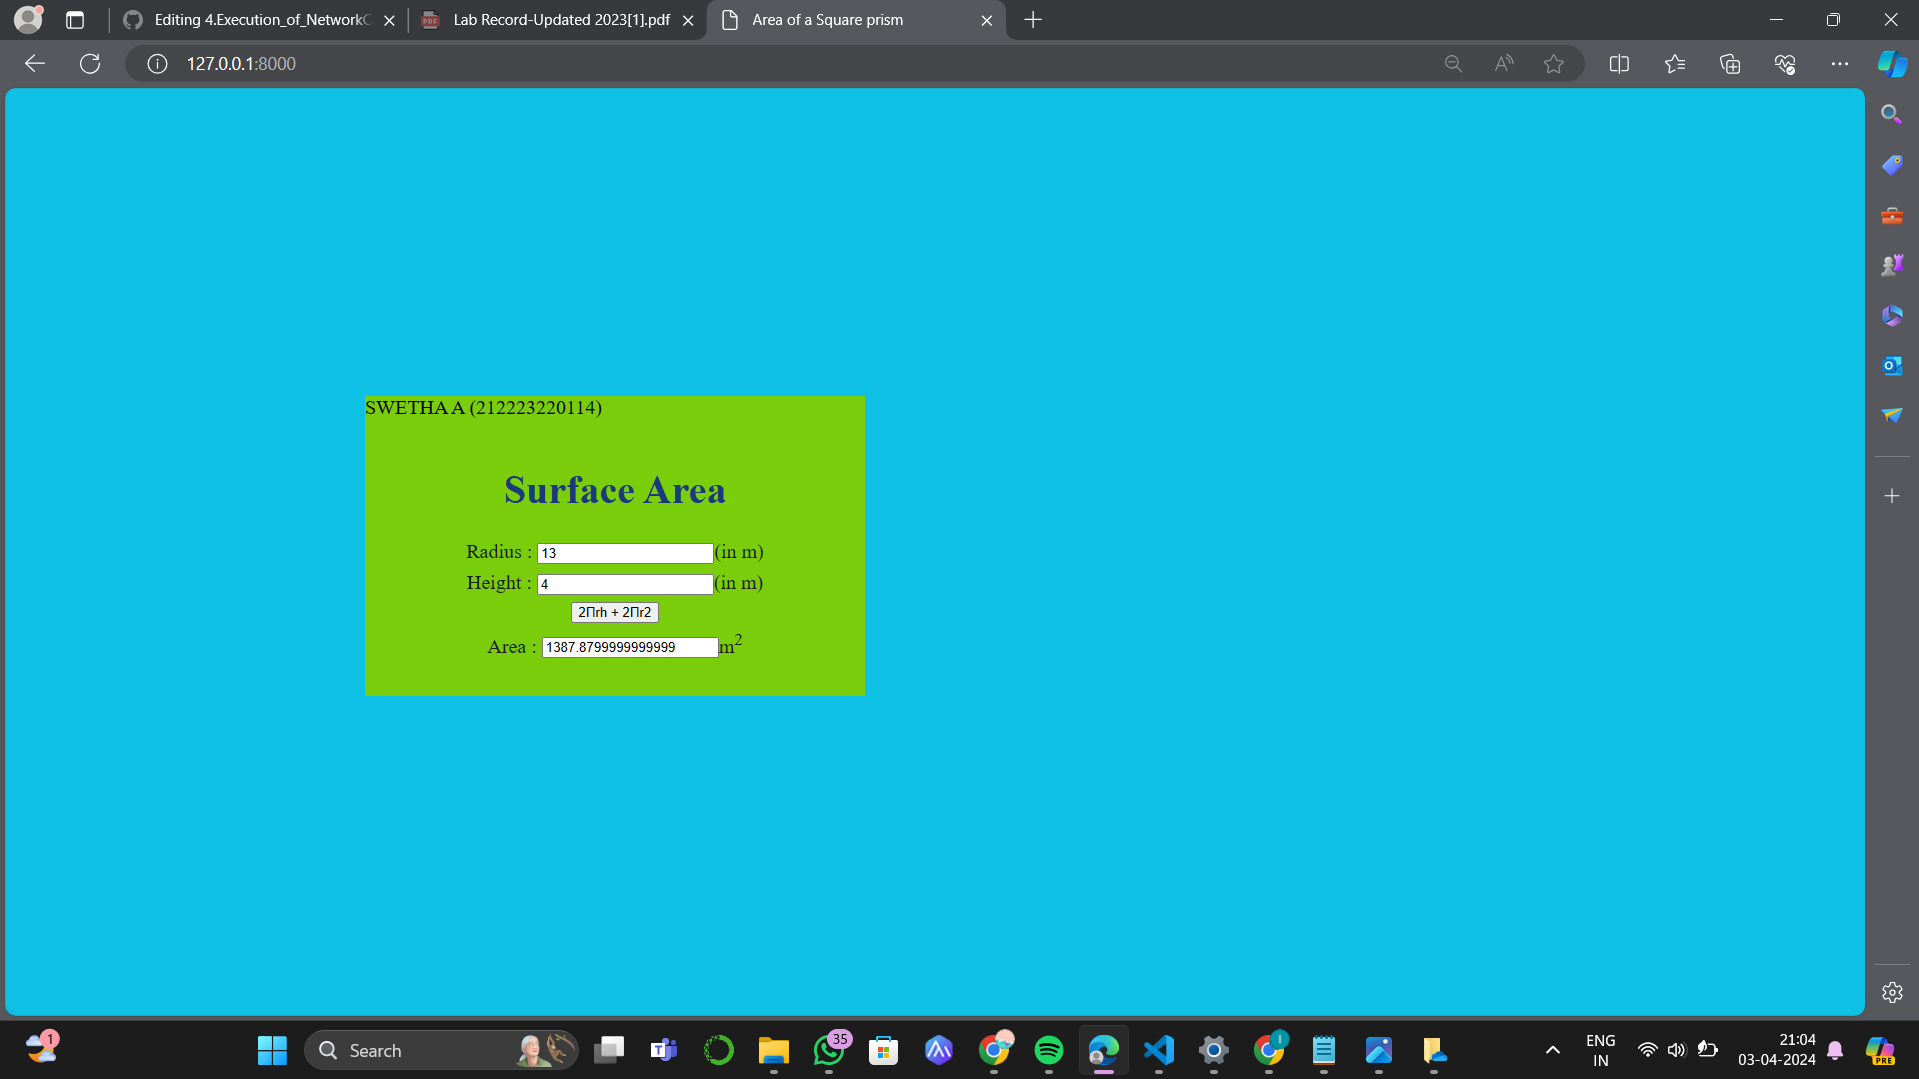 Editing 4.Execution_of_NetworkC
Lab Record-Updated 2023[1].pdf
Area of a Square prism
127.0.0.1:8000
SWETHA A (212223220114)
Surface Area
Radius : 13 (in m)
Height : 4 (in m)
2Πrh + 2Πr2
Area : 1387.8799999999999 m2
1
Search
35
ENG
IN
21:04
03-04-2024
PRE